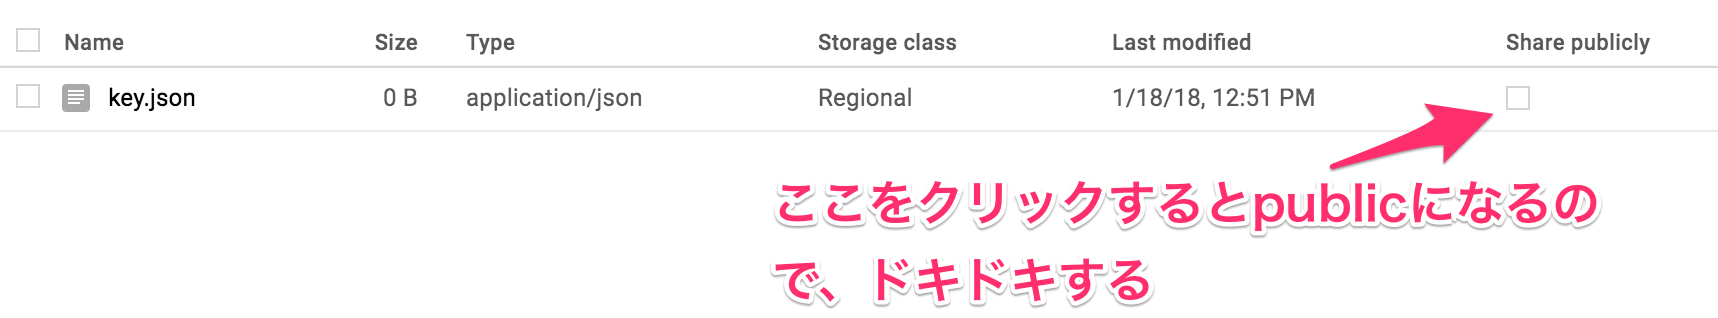 Name Size Type Storage class Last modified Share publicly
key.json 0 B application/json Regional 1/18/18, 12:51 PM
ここをクリックするとpublicになるの
で、ドキドキする